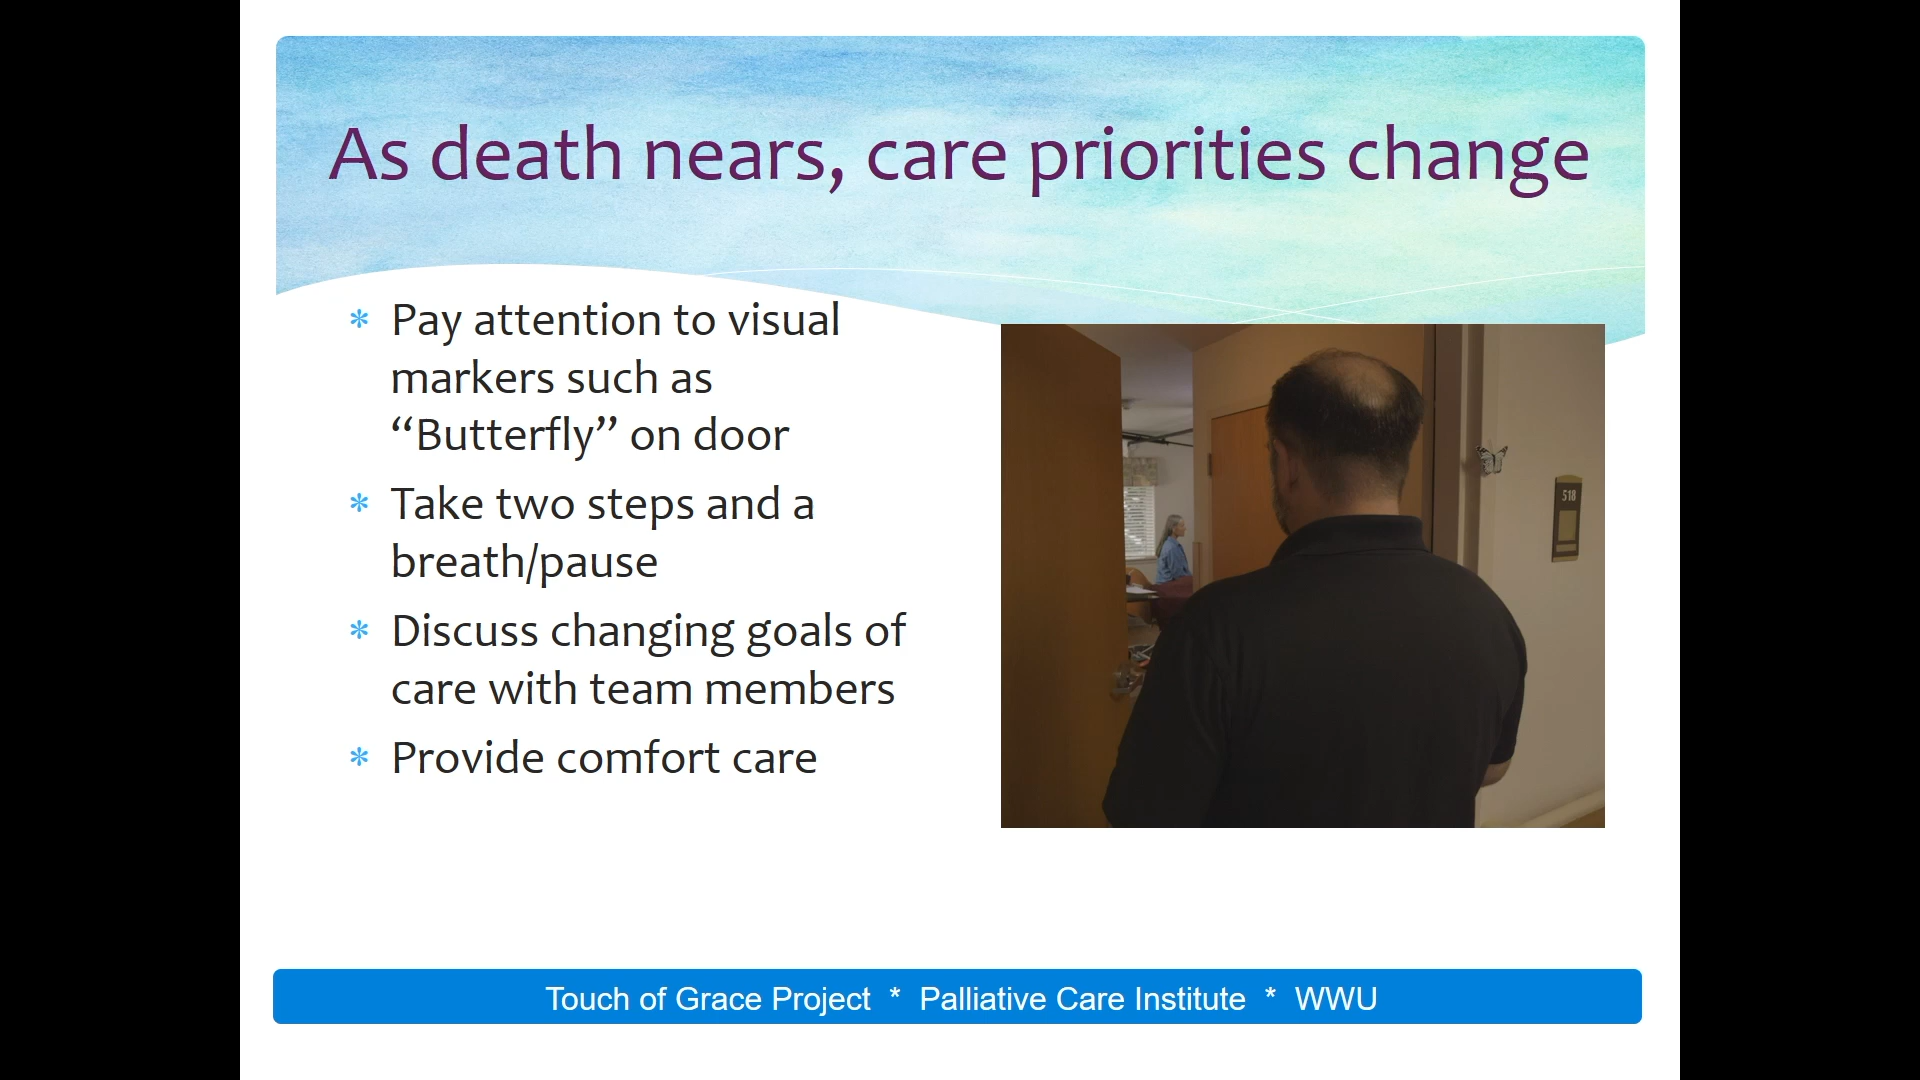 As death nears, care priorities change
* Pay attention to visual
markers such as
“Butterfly” on door
* Take two steps and a
breath/pause
* Discuss changing goals of
care with team members
* Provide comfort care
518
Touch of Grace Project * Palliative Care Institute * WWU